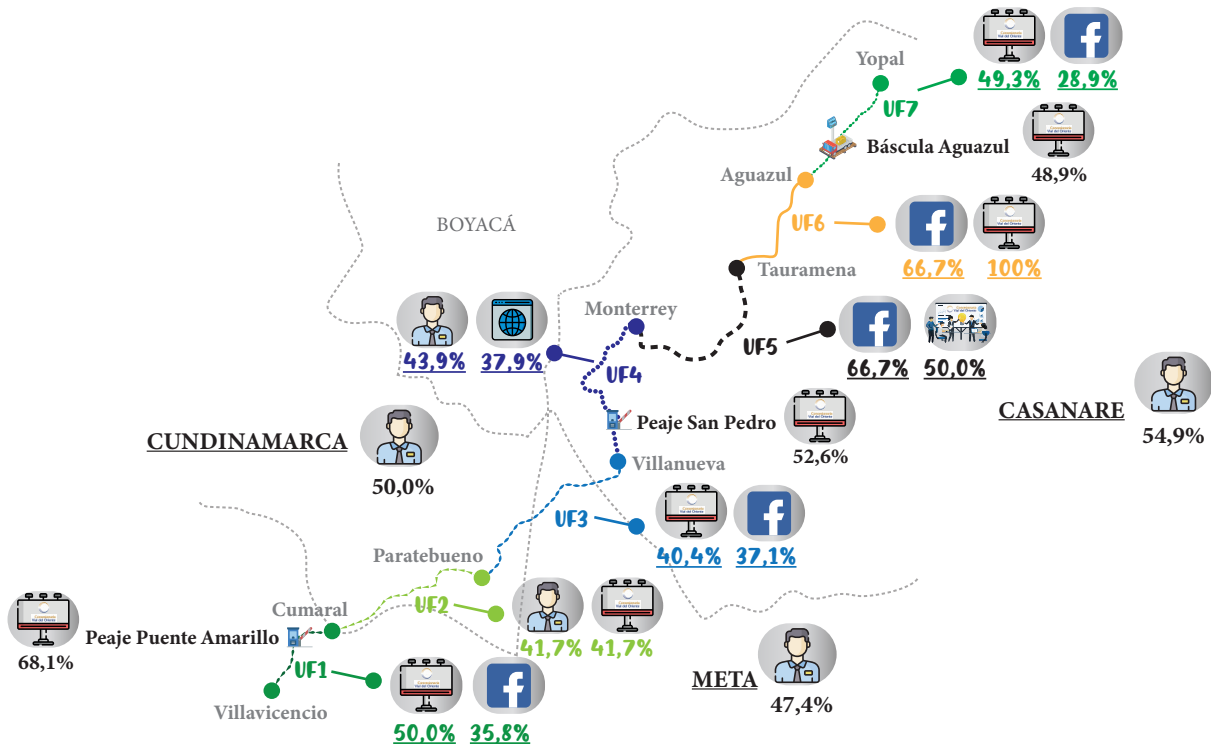 Yopal
49,3% 28,9%
UF7
Báscula Aguazul
48,9%
Aguazul
BOYACÁ
UF6
66,7% 100%
Tauramena
Monterrey
UF5
66,7% 50,0%
43,9% 37,9%
UF4
CASANARE
54,9%
Peaje San Pedro
52,6%
CUNDINAMARCA
50,0%
Villanueva
UF3
40,4% 37,1%
Paratebueno
UF2
41,7% 41,7%
Cumaral
Peaje Puente Amarillo
68,1%
UF1
META
47,4%
Villavicencio
50,0% 35,8%